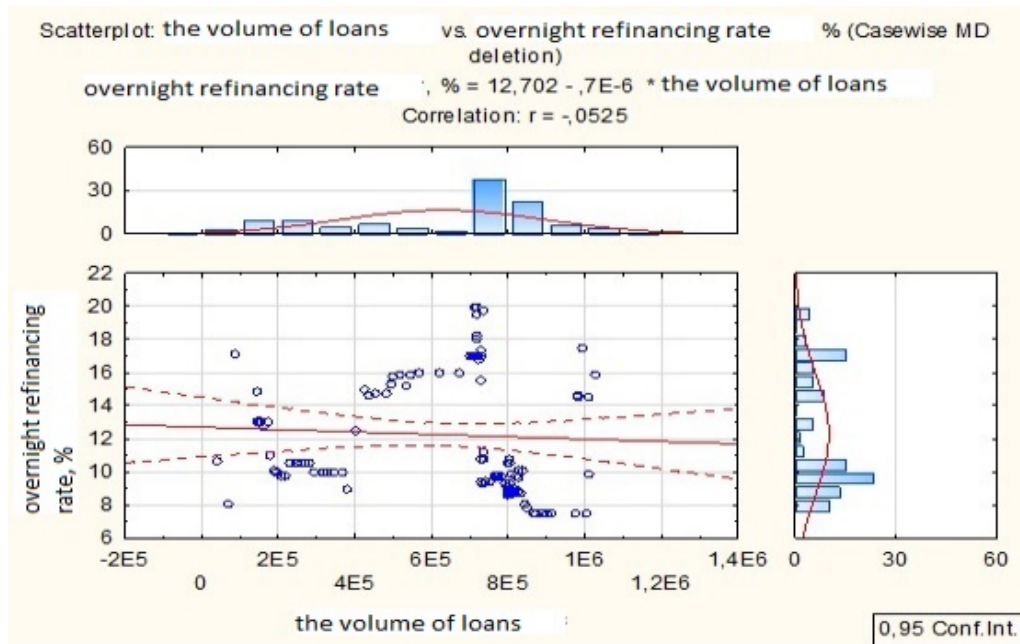 Scatterplot: the volume of loans vs. overnight refinancing rate % (Casewise MD
deletion)
overnight refinancing rate , % = 12,702 - ,7E-6 * the volume of loans
Correlation: r = -,0525
60
30
0
22
20
18
16
14
12
10
8
6
overnight refinancing
rate, %
-2E5 2E5 4E5 6E5 8E5 1E6 1,2E6 1,4E6
0
the volume of loans
0 30 60
0,95 Conf.Int.